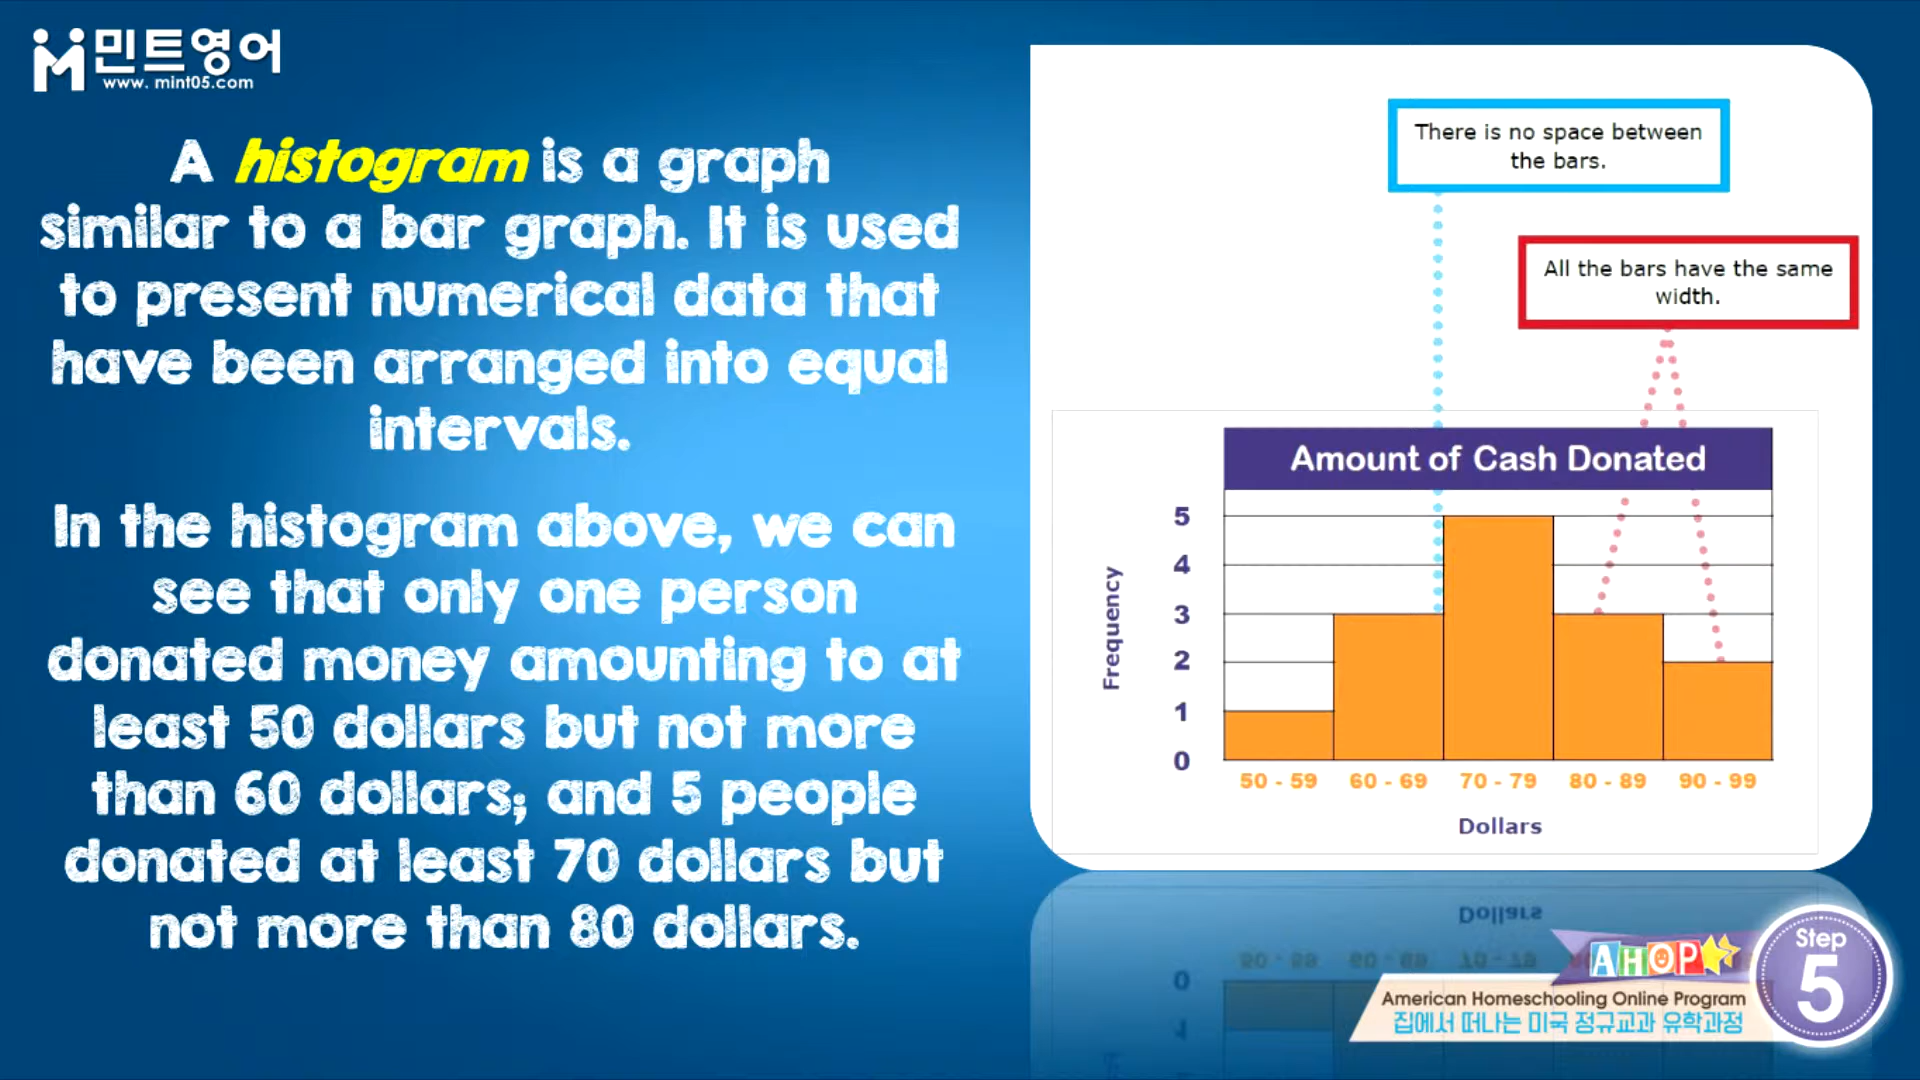 민트영어
www. mint05.com
A histogram is a graph
similar to a bar graph. It is used
to present numerical data that
have been arranged into equal
intervals.
In the histogram above, we can
see that only one person
donated money amounting to at
least 50 dollars but not more
than 60 dollars; and 5 people
donated at least 70 dollars but
not more than 80 dollars.
There is no space between
the bars.
All the bars have the same
width.
Amount of Cash Donated
Frequency
5
4
3
2
1
0
50 - 59 60 - 69 70 - 79 80 - 89 90 - 99
Dollars
Dollars
0
1
AHOP
American Homeschooling Online Program
집에서 떠나는 미국 정규교과 유학과정
Step
5